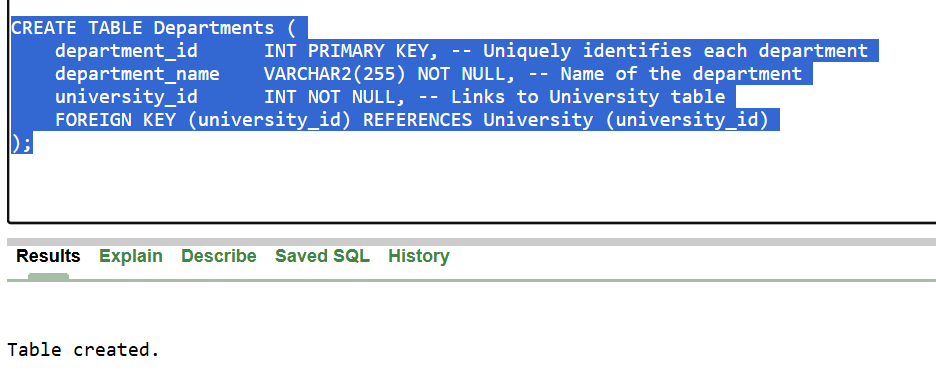 CREATE TABLE Departments (
    department_id      INT PRIMARY KEY, -- Uniquely identifies each department
    department_name    VARCHAR2(255) NOT NULL, -- Name of the department
    university_id      INT NOT NULL, -- Links to University table
    FOREIGN KEY (university_id) REFERENCES University (university_id)
);
Results Explain Describe Saved SQL History
Table created.